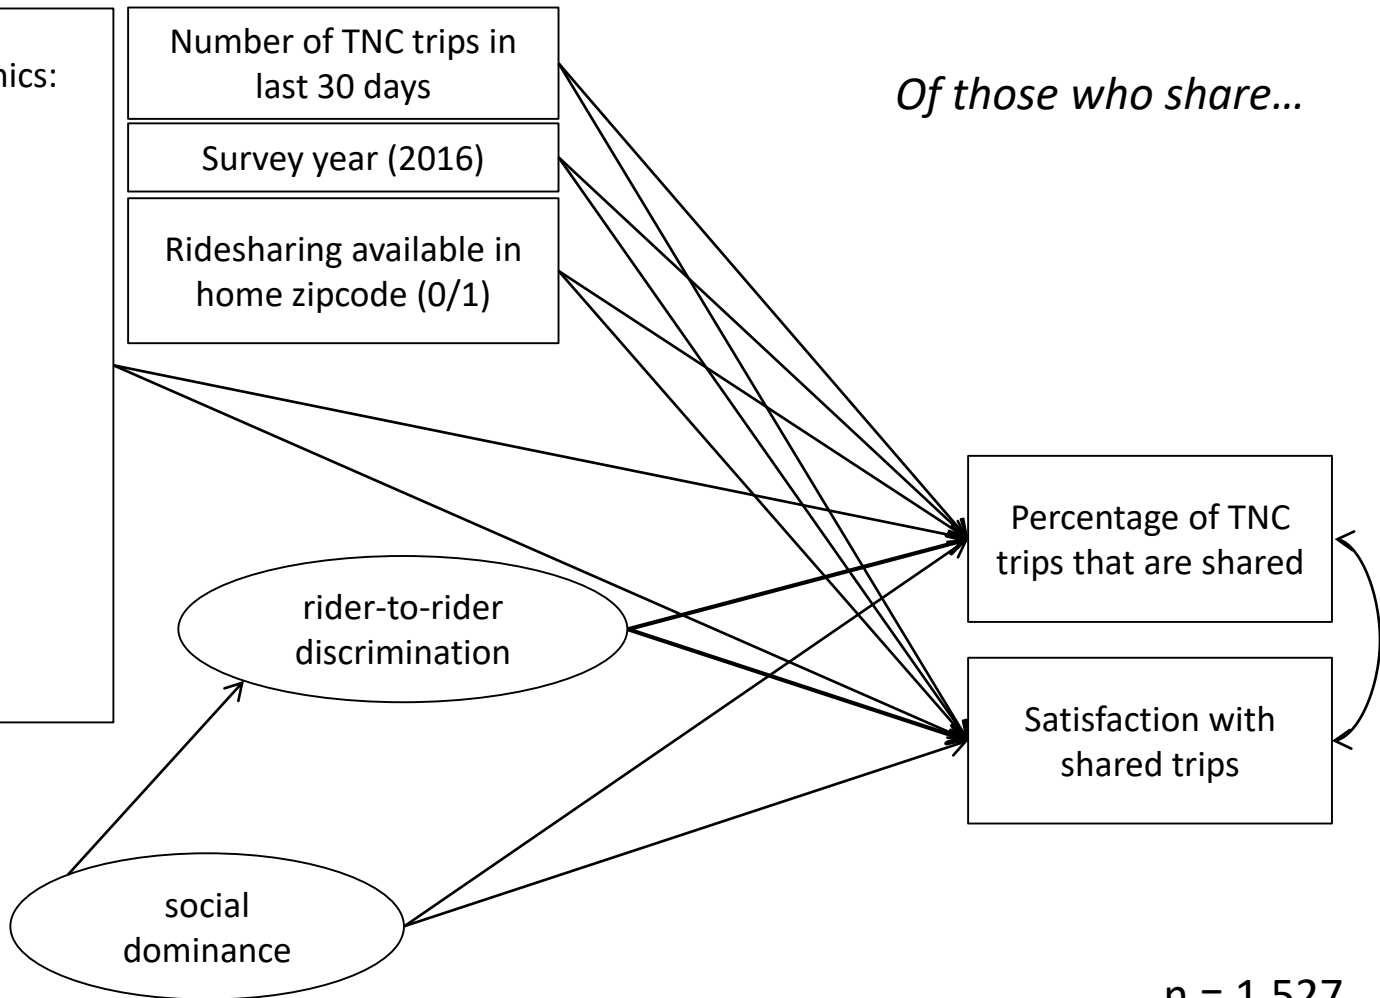 nics:
Number of TNC trips in
last 30 days
Survey year (2016)
Ridesharing available in
home zipcode (0/1)
Of those who share…
rider-to-rider
discrimination
social
dominance
Percentage of TNC
trips that are shared
Satisfaction with
shared trips
n = 1,527